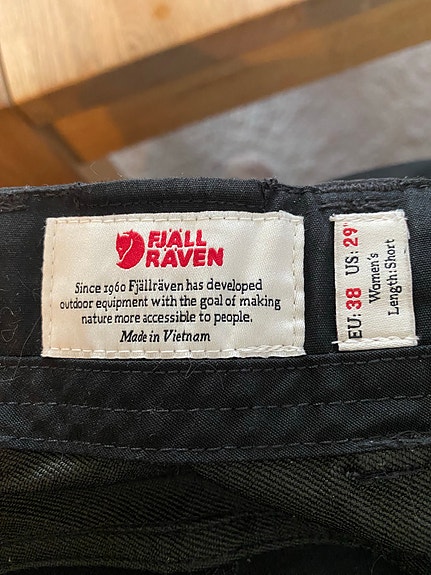 FJÄLL
RÄVEN
Since 1960 Fjällräven has developed
outdoor equipment with the goal of making
nature more accessible to people.
Made in Vietnam
EU: 38 US: 29"
Women's
Length: Short